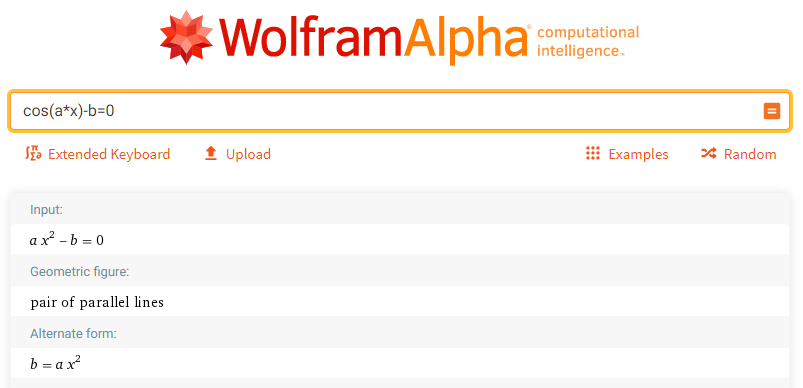 WolframAlpha computational intelligence™
cos(a*x)-b=0
Extended Keyboard Upload Examples Random
Input:
a x² – b = 0
Geometric figure:
pair of parallel lines
Alternate form:
b = a x²